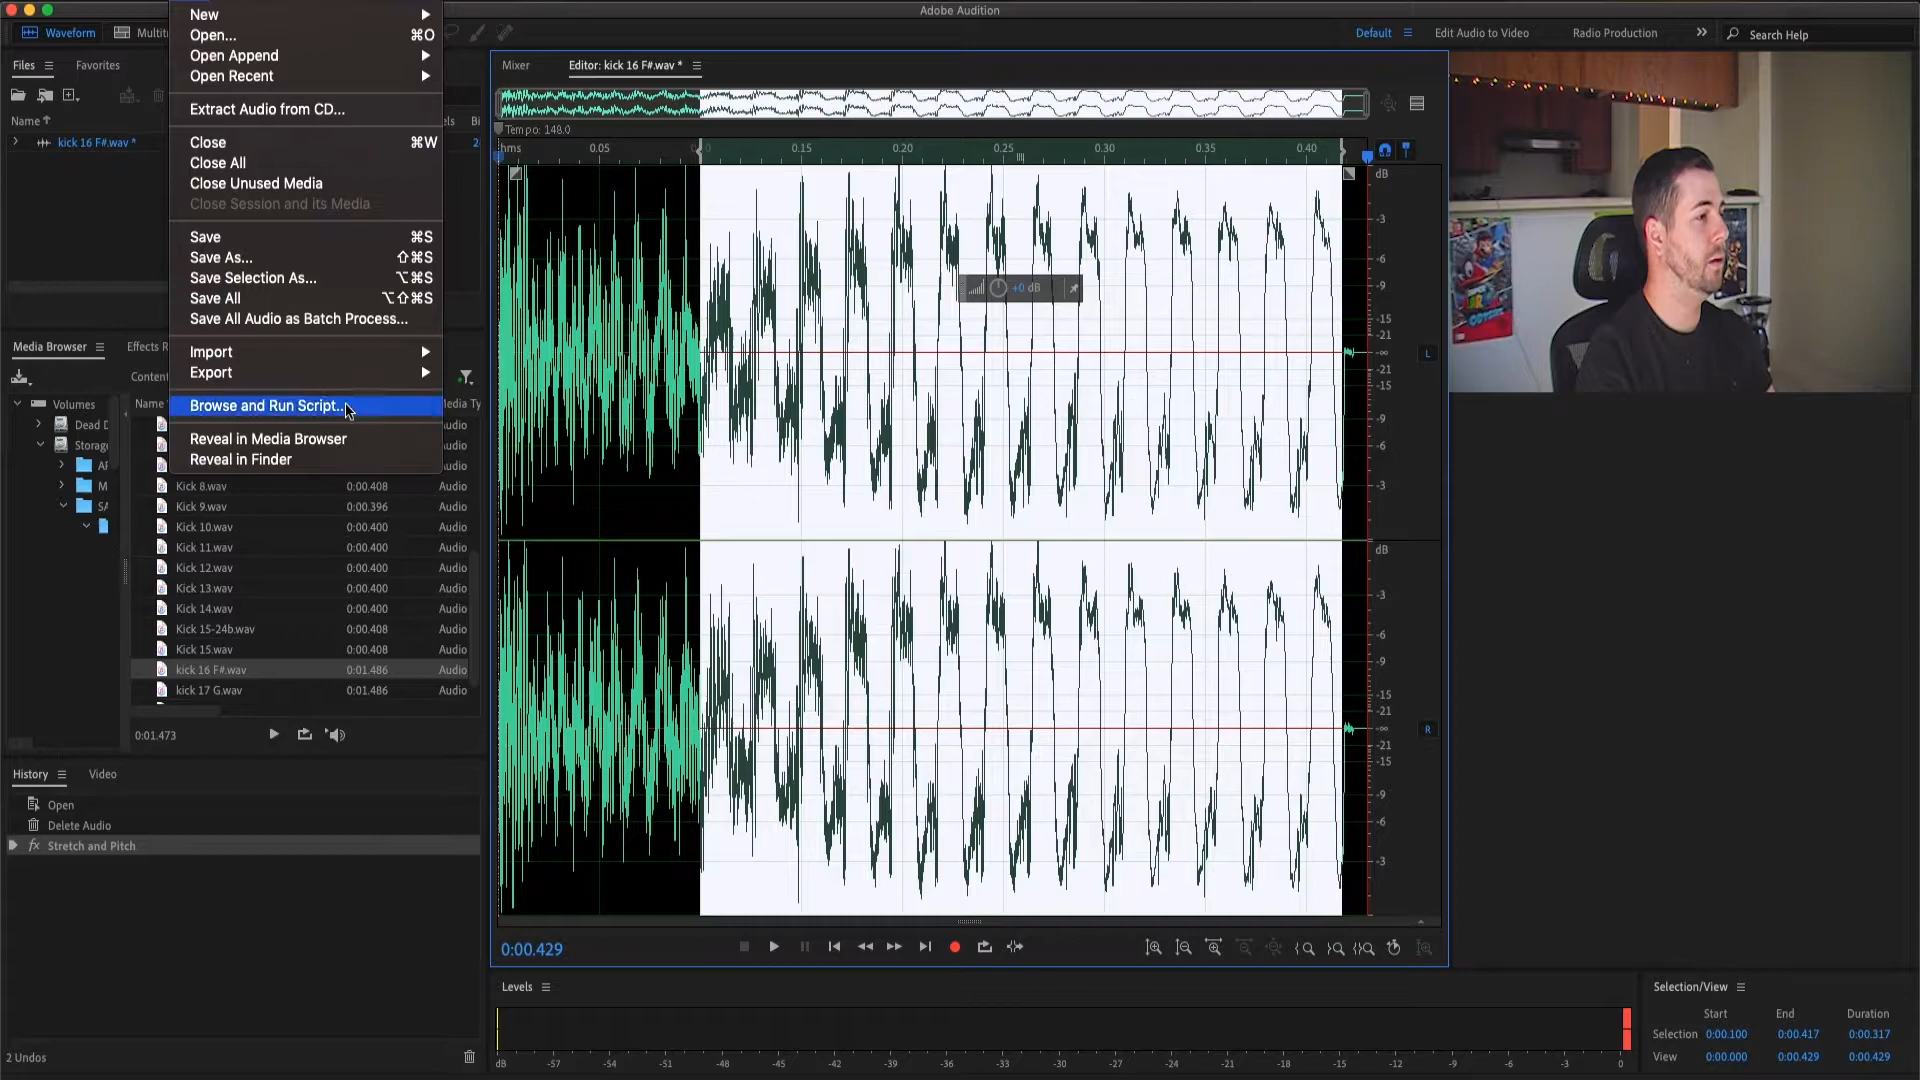 Adobe Audition
Waveform
Default
Edit Audio to Video
Radio Production
Search Help
New
Open...
⌘O
Open Append
Open Recent
Extract Audio from CD...
Close
⌘W
Close All
Close Unused Media
Close Session and its Media
Save
⌘S
Save As...
⇧⌘S
Save Selection As...
⌥⌘S
Save All
⌥⇧⌘S
Save All Audio as Batch Process...
Import
Export
Browse and Run Script...
Reveal in Media Browser
Reveal in Finder
Files
Favorites
Name
kick 16 F#.wav *
Media Browser
Volumes
Kick 8.wav 0:00.408 Audio
Kick 9.wav 0:00.396 Audio
Kick 10.wav 0:00.400 Audio
Kick 11.wav 0:00.400 Audio
Kick 12.wav 0:00.400 Audio
Kick 13.wav 0:00.400 Audio
Kick 14.wav 0:00.400 Audio
Kick 15-24b.wav 0:00.408 Audio
Kick 15.wav 0:00.408 Audio
kick 16 F#.wav 0:01.486 Audio
kick 17 G.wav 0:01.486 Audio
0:01.473
History
Video
Open
Delete Audio
fx Stretch and Pitch
2 Undos
Mixer
Editor: kick 16 F#.wav *
Tempo: 148.0
hms 0.05 0.15 0.20 0.25 0.30 0.35 0.40
+0 dB
dB
-3
-6
-9
-15
-21
-∞
-21
-15
-9
-6
-3
L
dB
-3
-6
-9
-15
-21
-∞
-21
-15
-9
-6
-3
R
0:00.429
Levels
dB -57 -54 -51 -48 -45 -42 -39 -36 -33 -30 -27 -24 -21 -18 -15 -12 -9 -6 -3 0
Selection/View
Start End Duration
Selection 0:00.100 0:00.417 0:00.317
View 0:00.000 0:00.429 0:00.429